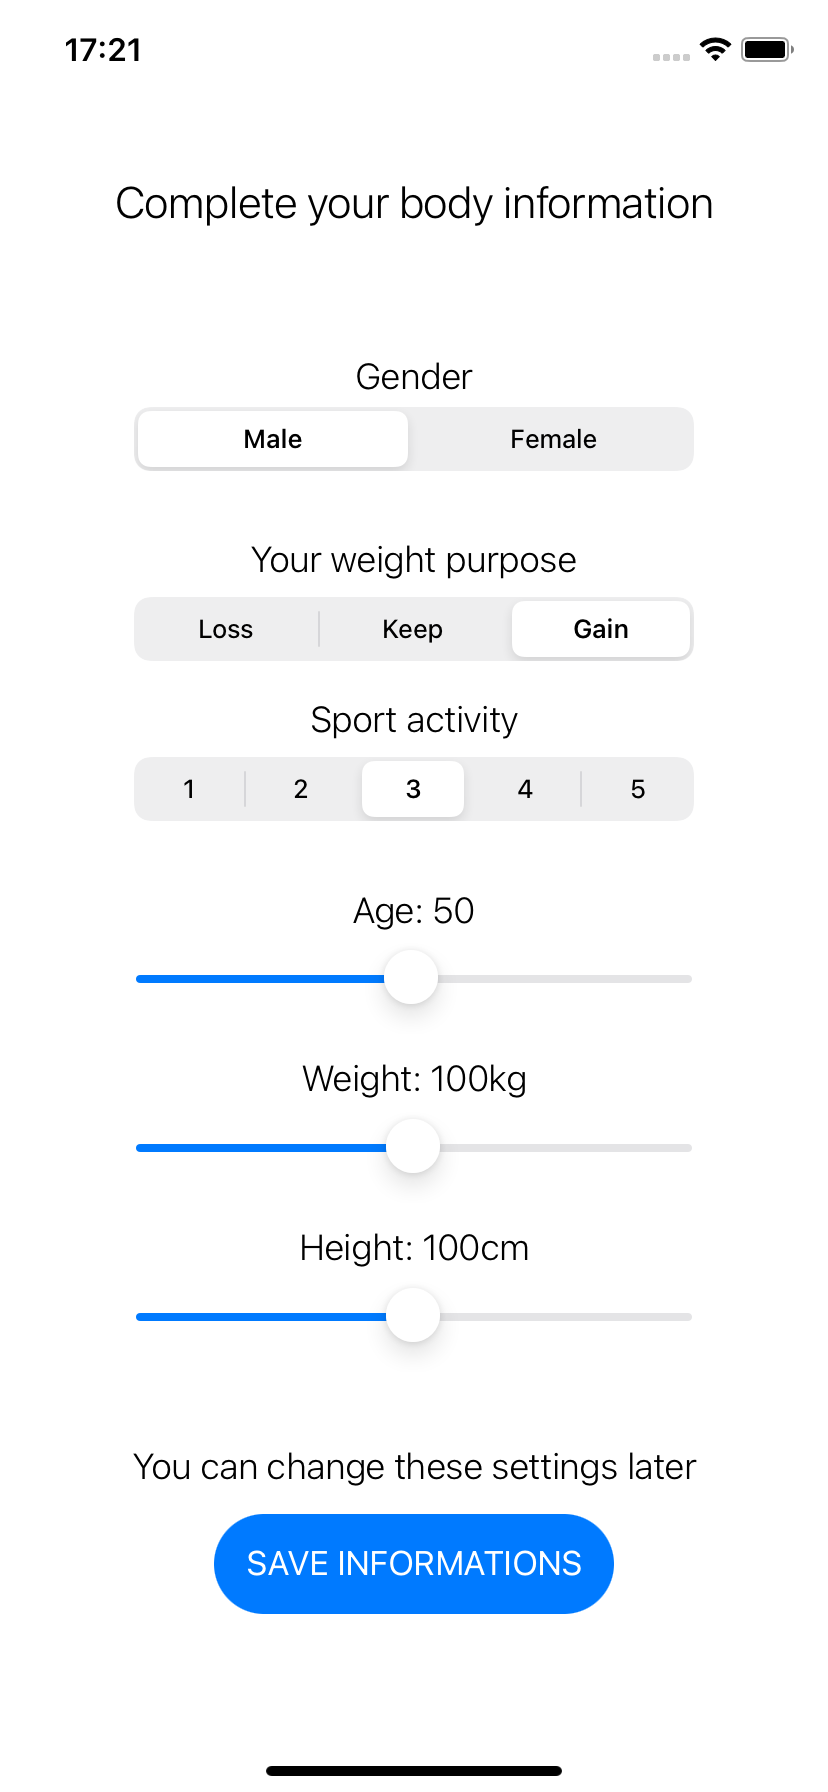 17:21
Complete your body information
Gender
Male Female
Your weight purpose
Loss Keep Gain
Sport activity
1 2 3 4 5
Age: 50
Weight: 100kg
Height: 100cm
You can change these settings later
SAVE INFORMATIONS